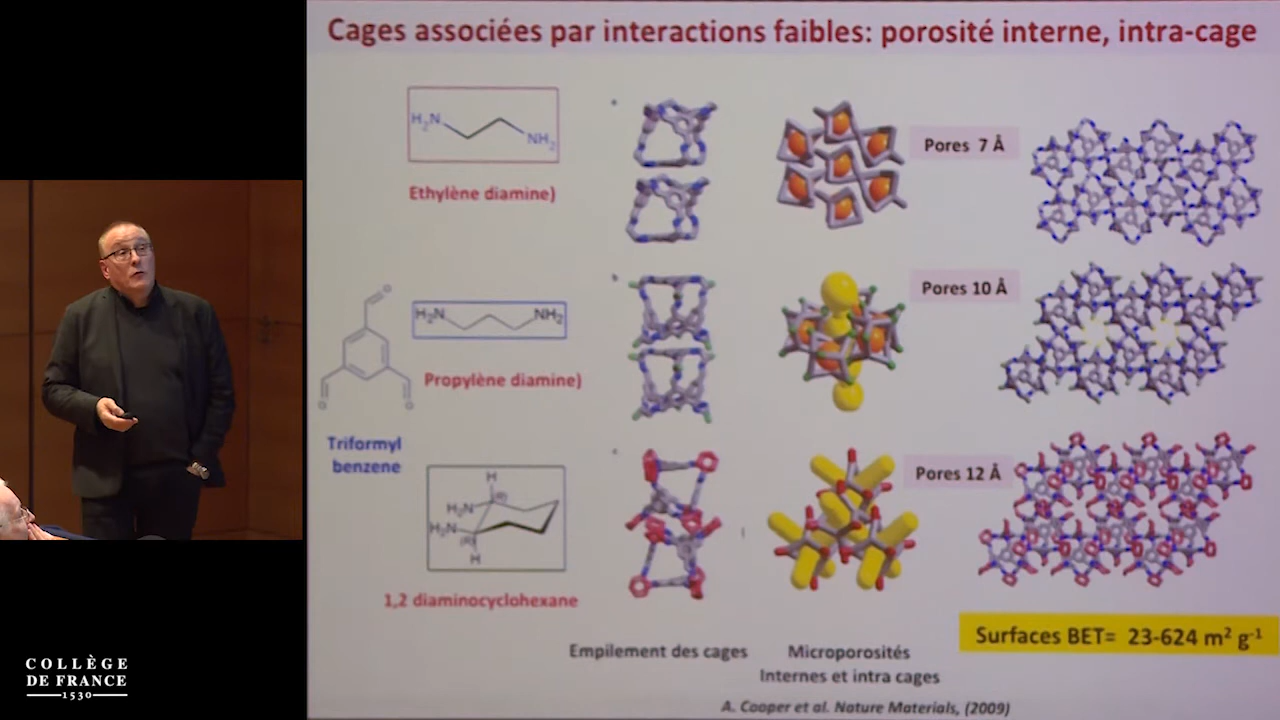 Cages associées par interactions faibles: porosité interne, intra-cage
H₂N
NH₂
Ethylène diamine)
Pores 7 Å
H₂N
NH₂
Propylène diamine)
Pores 10 Å
O
O
O
Triformyl
benzene
H
(R)
H₂N
H₂N
(R)
H
1,2 diaminocyclohexane
Pores 12 Å
Surfaces BET= 23-624 m² g⁻¹
Empilement des cages
Microporosités
Internes et intra cages
A. Cooper et al. Nature Materials, (2009)
COLLÈGE
DE FRANCE
1530